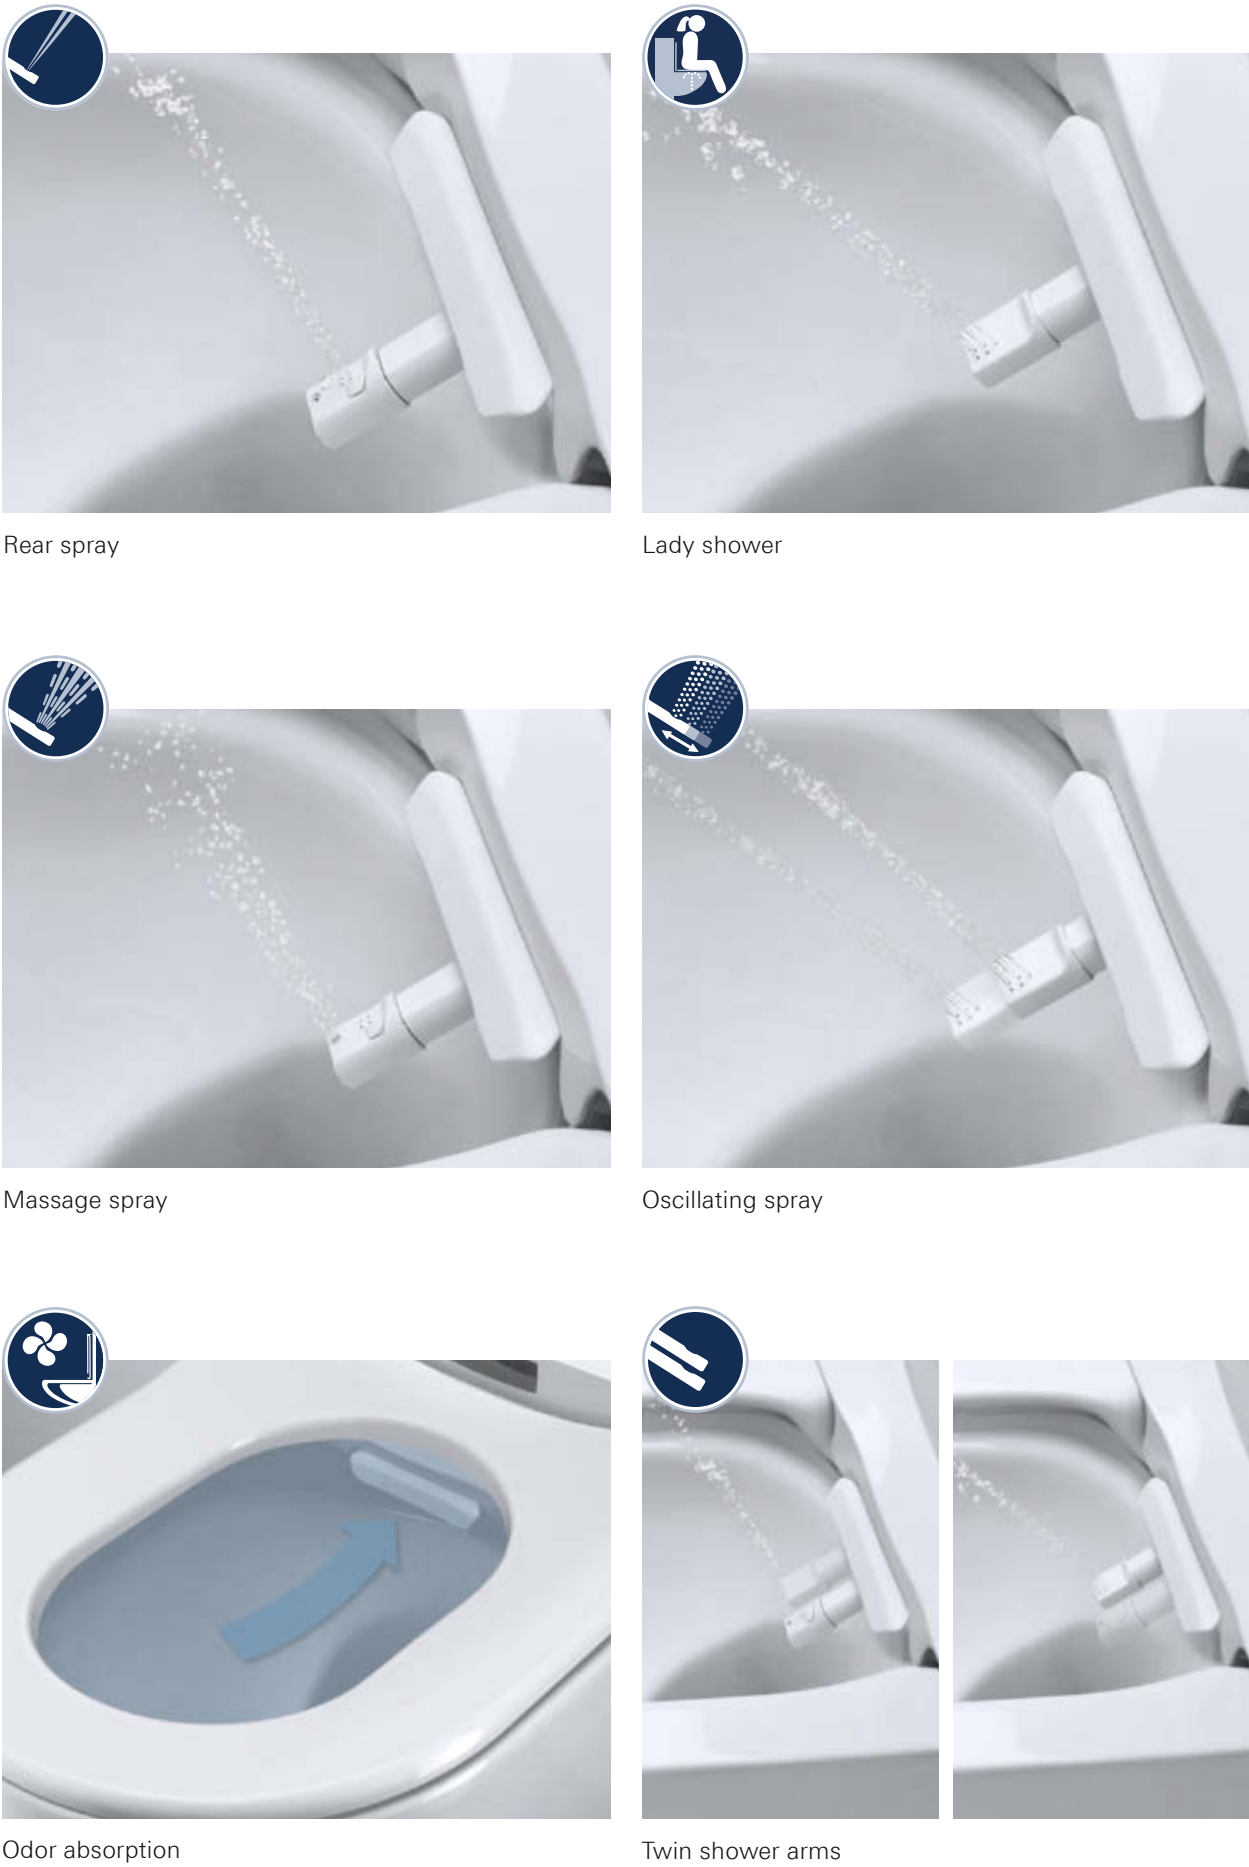 Rear spray
Lady shower
Massage spray
Oscillating spray
Odor absorption
Twin shower arms